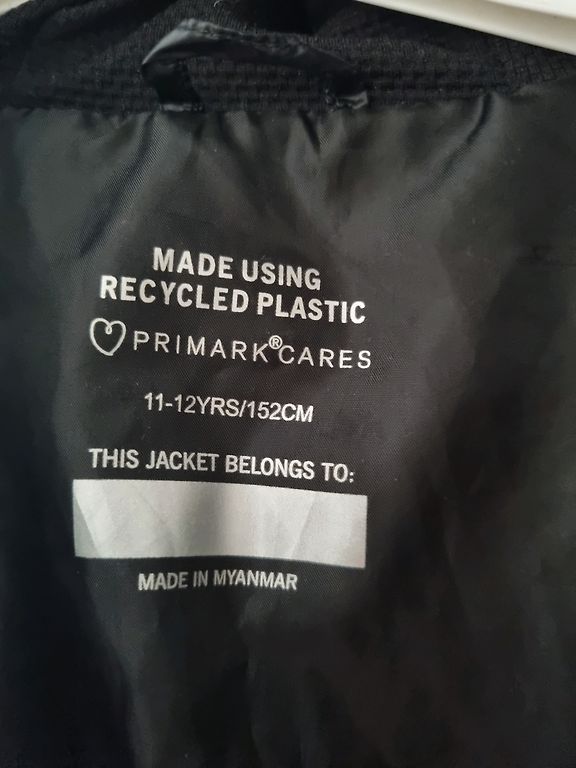 MADE USING
RECYCLED PLASTIC
PRIMARK® CARES
11-12YRS/152CM
THIS JACKET BELONGS TO:
MADE IN MYANMAR